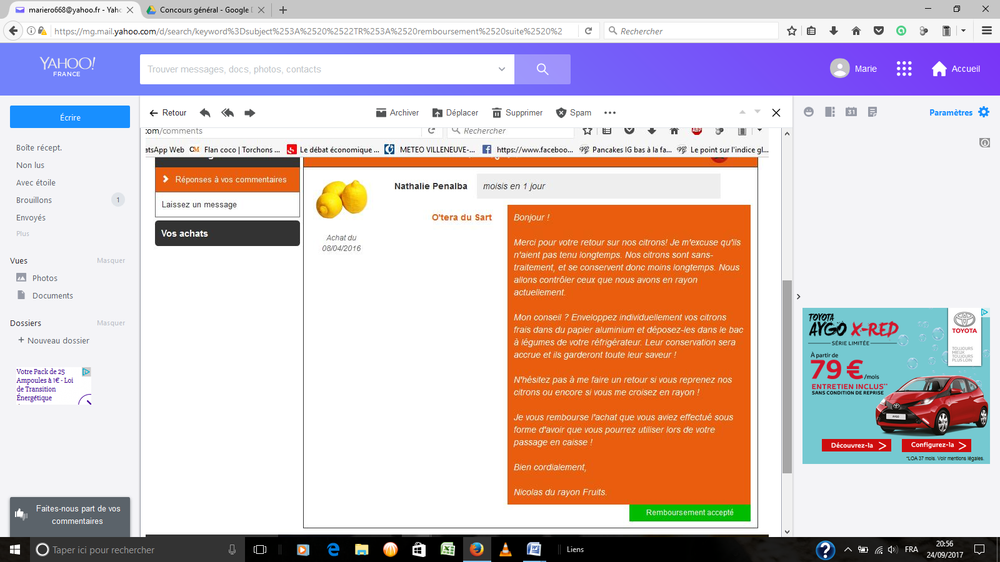 mariero668@yahoo.fr - Yaho
Concours général - Google D
https://mg.mail.yahoo.com/d/search/keyword%3Dsubject%253A%2520%2522TR%253A%2520remboursement%2520suite%2520%2
Rechercher
YAHOO!
FRANCE
Trouver messages, docs, photos, contacts
Marie
Accueil
Écrire
Retour
Archiver
Déplacer
Supprimer
Spam
31
Paramètres
Boîte récept.
Non lus
Avec étoile
Brouillons 1
Envoyés
Plus
Vues Masquer
Photos
Documents
Dossiers Masquer
+ Nouveau dossier
Votre Pack de 25
Ampoules à 1€ - Loi
de Transition
Énergétique
Faites-nous part de vos
commentaires
com/comments
Rechercher
ABP
atsApp Web
Flan coco | Torchons ...
Le débat économique ...
METEO VILLENEUVE-...
https://www.faceboo...
Pancakes IG bas à la fa...
Le point sur l'indice gl...
Réponses à vos commentaires
Laissez un message
Vos achats
Achat du
08/04/2016
Nathalie Penalba
moisis en 1 jour
O'tera du Sart
Bonjour !
Merci pour votre retour sur nos citrons! Je m'excuse qu'ils
n'aient pas tenu longtemps. Nos citrons sont sans-
traitement, et se conservent donc moins longtemps. Nous
allons contrôler ceux que nous avons en rayon
actuellement.
Mon conseil ? Enveloppez individuellement vos citrons
frais dans du papier aluminium et déposez-les dans le bac
à légumes de votre réfrigérateur. Leur conservation sera
accrue et ils garderont toute leur saveur !
N'hésitez pas à me faire un retour si vous reprenez nos
citrons ou encore si vous me croisez en rayon !
Je vous rembourse l'achat que vous aviez effectué sous
forme d'avoir que vous pourrez utiliser lors de votre
passage en caisse !
Bien cordialement,
Nicolas du rayon Fruits.
Remboursement accepté
TOYOTA
AYGO X-RED
SÉRIE LIMITÉE
À partir de
79 € /mois
ENTRETIEN INCLUS**
SANS CONDITION DE REPRISE
TOYOTA
TOUJOURS
MIEUX
TOUJOURS
PLUS LOIN
AYGO
Découvrez-la
Configurez-la
*LOA 37 mois. Voir mentions légales.
Taper ici pour rechercher
Liens
FRA
20:56
24/09/2017